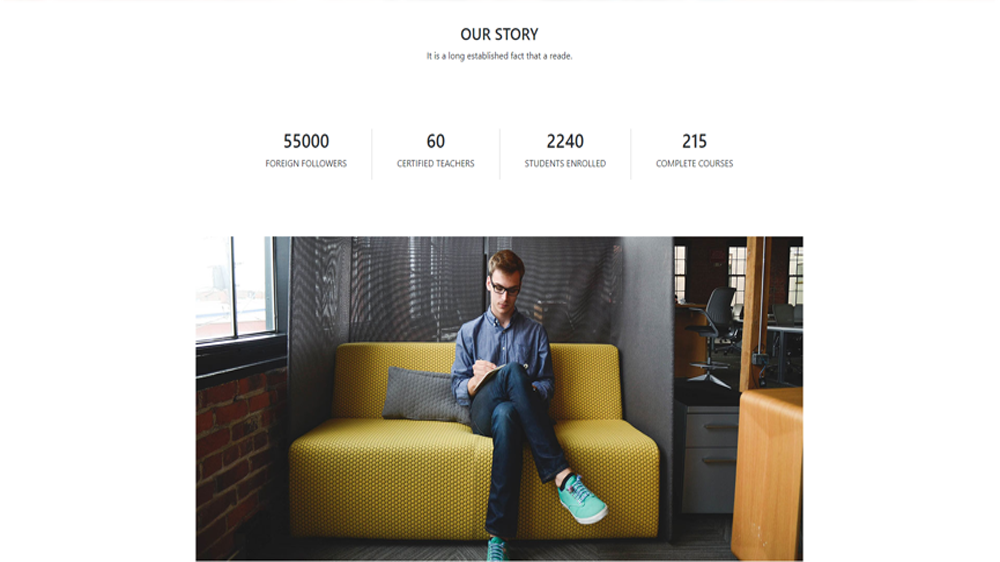 OUR STORY
It is a long established fact that a reade.
55000
FOREIGN FOLLOWERS
60
CERTIFIED TEACHERS
2240
STUDENTS ENROLLED
215
COMPLETE COURSES